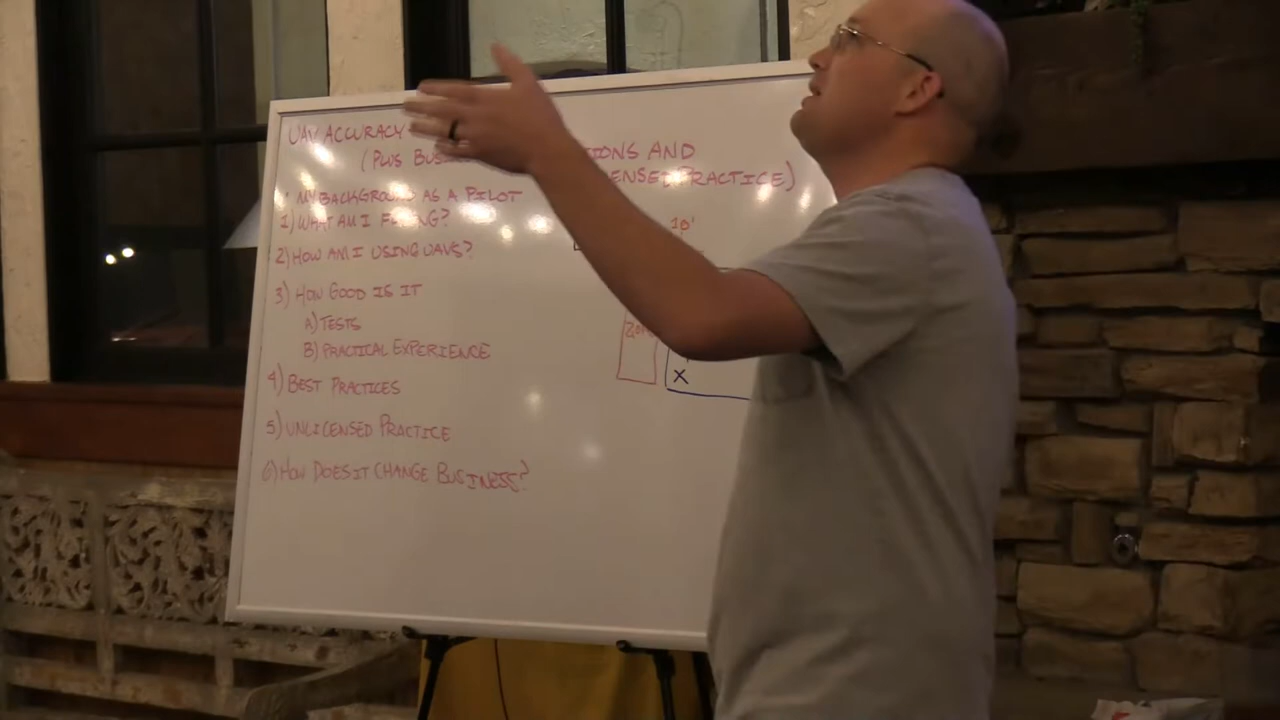 UAV ACCURACY
(PLUS BUS IONS AND
ENSED PRACTICE)
• MY BACKGROUND AS A PILOT
1) WHAT AM I FLYING?
2) HOW AM I USING UAVS?
3) HOW GOOD IS IT
A) TESTS
B) PRACTICAL EXPERIENCE
4) BEST PRACTICES
5) UNLICENSED PRACTICE
6) HOW DOES IT CHANGE BUSINESS?
10'
X